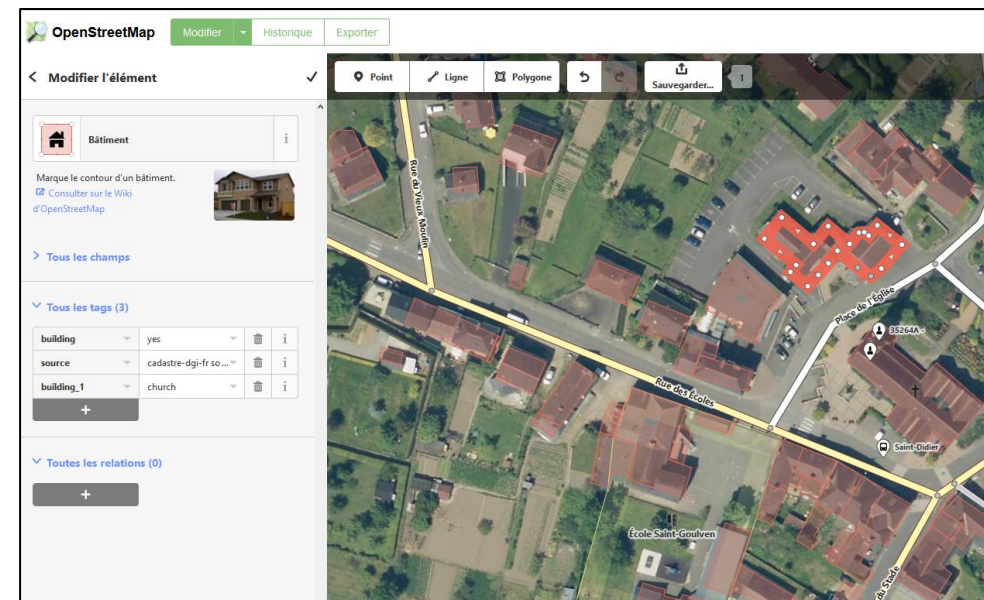 OpenStreetMap Modifier Historique Exporter
Modifier l'élément
Point Ligne Polygone Sauvegarder... 1
Bâtiment i
Marque le contour d'un bâtiment.
Consulter sur le Wiki
d'OpenStreetMap
Tous les champs
Tous les tags (3)
building yes i
source cadastre-dgi-fr so ... i
building_1 church i
+
Toutes les relations (0)
+
Rue du Vieux Moulin
Place de l'Église
35264A -
Rue des Écoles
Saint-Didier
École Saint-Goulven
du Stade